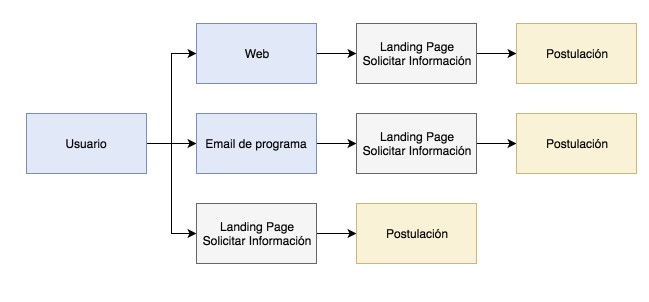 Web
Landing Page
Solicitar Información
Postulación
Usuario
Email de programa
Landing Page
Solicitar Información
Postulación
Landing Page
Solicitar Información
Postulación